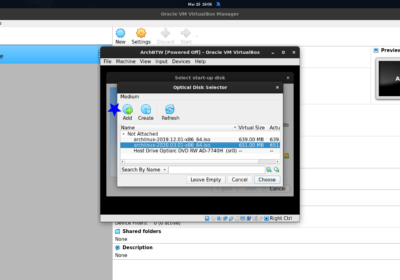 Mar 15 16:06
Oracle VM VirtualBox Manager
New Settings Discard Start
ArchBTW [Powered Off] - Oracle VM VirtualBox
File Machine View Input Devices Help
Preview
Select start-up disk
Optical Disk Selector
Medium
Add Create Refresh
Name Virtual Size Actu
Not Attached
archlinux-2019.12.01-x86_64.iso 639.00 MB 639.
archlinux-2020.03.01-x86_64.iso 651.00 MB 651
Host Drive Optiarc DVD RW AD-7740H (sr0) -- --
Search By Name
Leave Empty Cancel Choose
Cancel
Right Ctrl
Device Filters: 0 (0 active)
Shared folders
None
Description
None